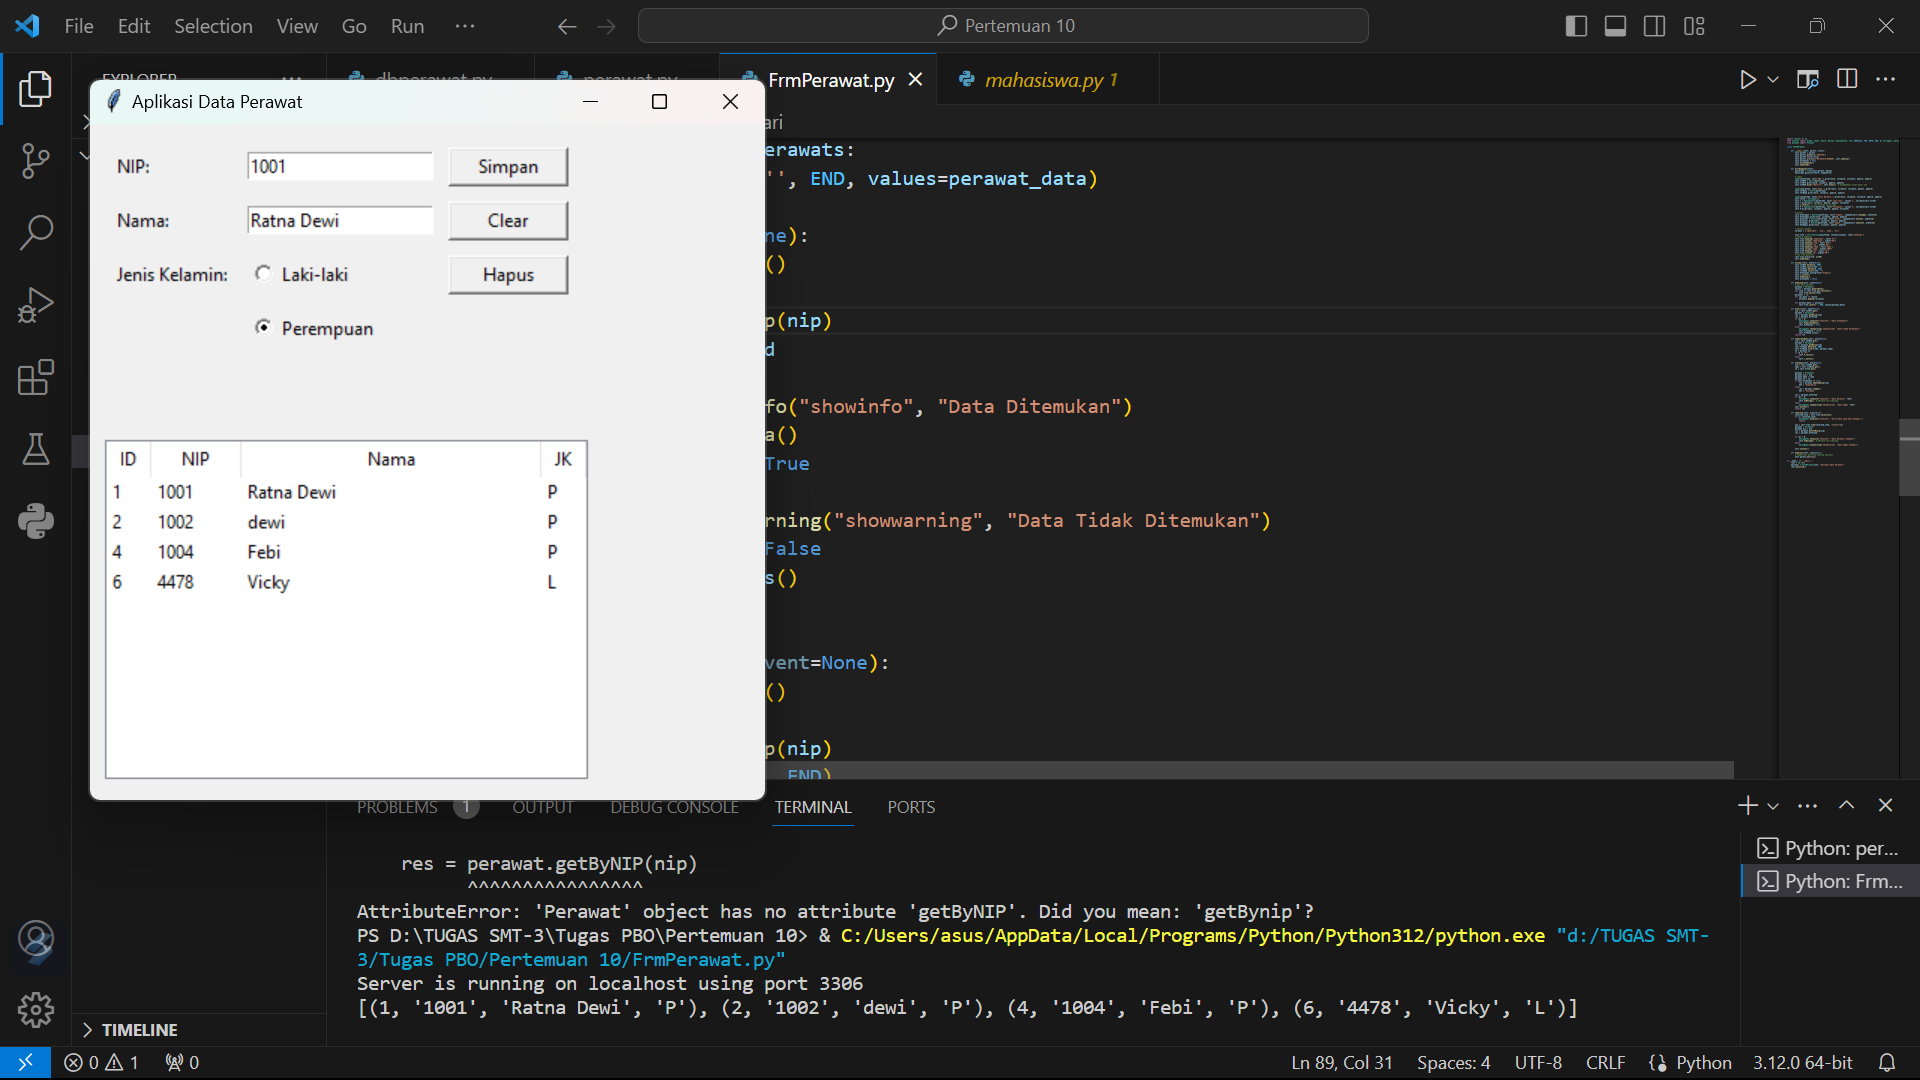 File Edit Selection View Go Run ···
Pertemuan 10
FrmPerawat.py
mahasiswa.py 1
Aplikasi Data Perawat
NIP: 1001 Simpan
Nama: Ratna Dewi Clear
Jenis Kelamin: Laki-laki Hapus
Perempuan
ID NIP Nama JK
1 1001 Ratna Dewi P
2 1002 dewi P
4 1004 Febi P
6 4478 Vicky L
ari
erawats:
'', END, values=perawat_data)
ne):
()
p(nip)
d
fo("showinfo", "Data Ditemukan")
a()
True
rning("showwarning", "Data Tidak Ditemukan")
False
s()
vent=None):
()
p(nip)
END)
PROBLEMS 1 OUTPUT DEBUG CONSOLE TERMINAL PORTS
res = perawat.getByNIP(nip)
^^^^^^^^^^^^^^^^
AttributeError: 'Perawat' object has no attribute 'getByNIP'. Did you mean: 'getBynip'?
PS D:\TUGAS SMT-3\Tugas PBO\Pertemuan 10> & C:/Users/asus/AppData/Local/Programs/Python/Python312/python.exe "d:/TUGAS SMT-
3/Tugas PBO/Pertemuan 10/FrmPerawat.py"
Server is running on localhost using port 3306
[(1, '1001', 'Ratna Dewi', 'P'), (2, '1002', 'dewi', 'P'), (4, '1004', 'Febi', 'P'), (6, '4478', 'Vicky', 'L')]
Python: per...
Python: Frm...
TIMELINE
0 1 0
Ln 89, Col 31 Spaces: 4 UTF-8 CRLF Python 3.12.0 64-bit